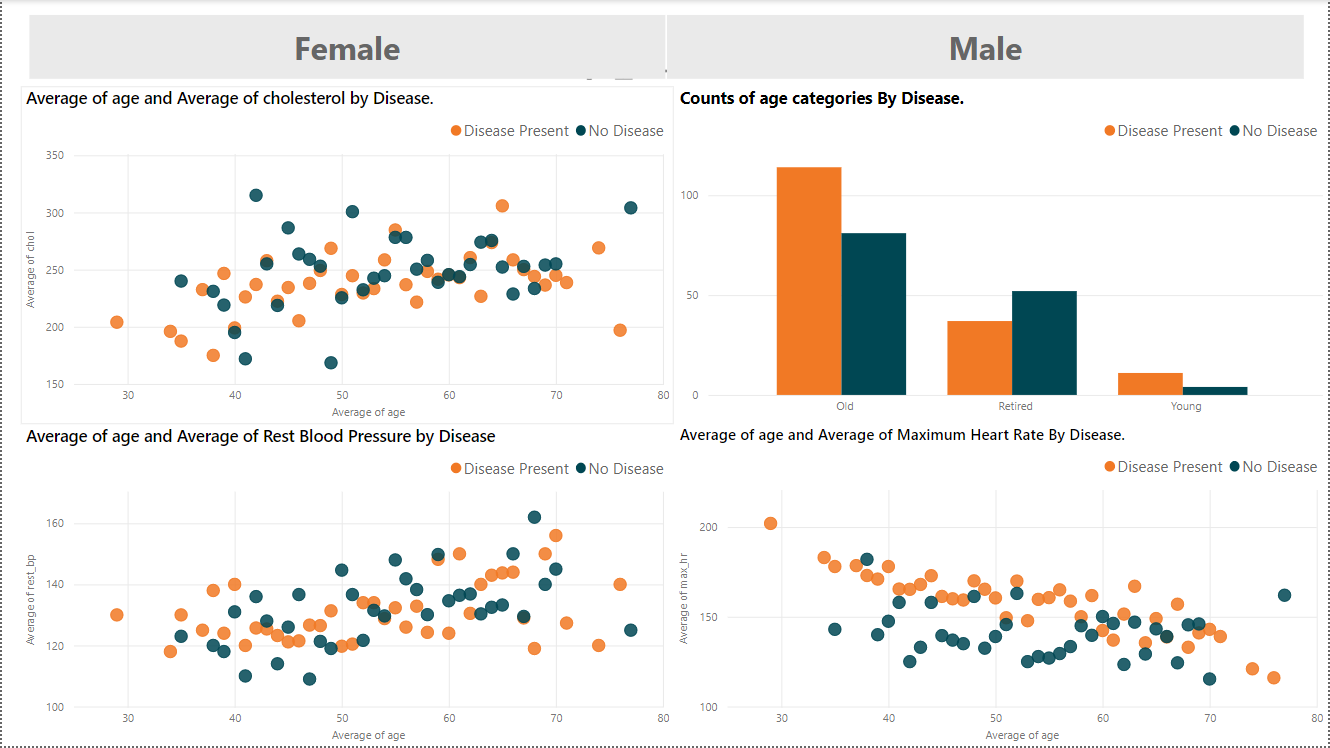 Female
Male
Average of age and Average of cholesterol by Disease.
Disease Present No Disease
350
300
250
200
150
Average of chol
30 40 50 60 70 80
Average of age
Counts of age categories By Disease.
Disease Present No Disease
100
50
0
Old Retired Young
Average of age and Average of Rest Blood Pressure by Disease
Disease Present No Disease
160
140
120
100
Average of rest_bp
30 40 50 60 70 80
Average of age
Average of age and Average of Maximum Heart Rate By Disease.
Disease Present No Disease
200
150
100
Average of max_hr
30 40 50 60 70 80
Average of age